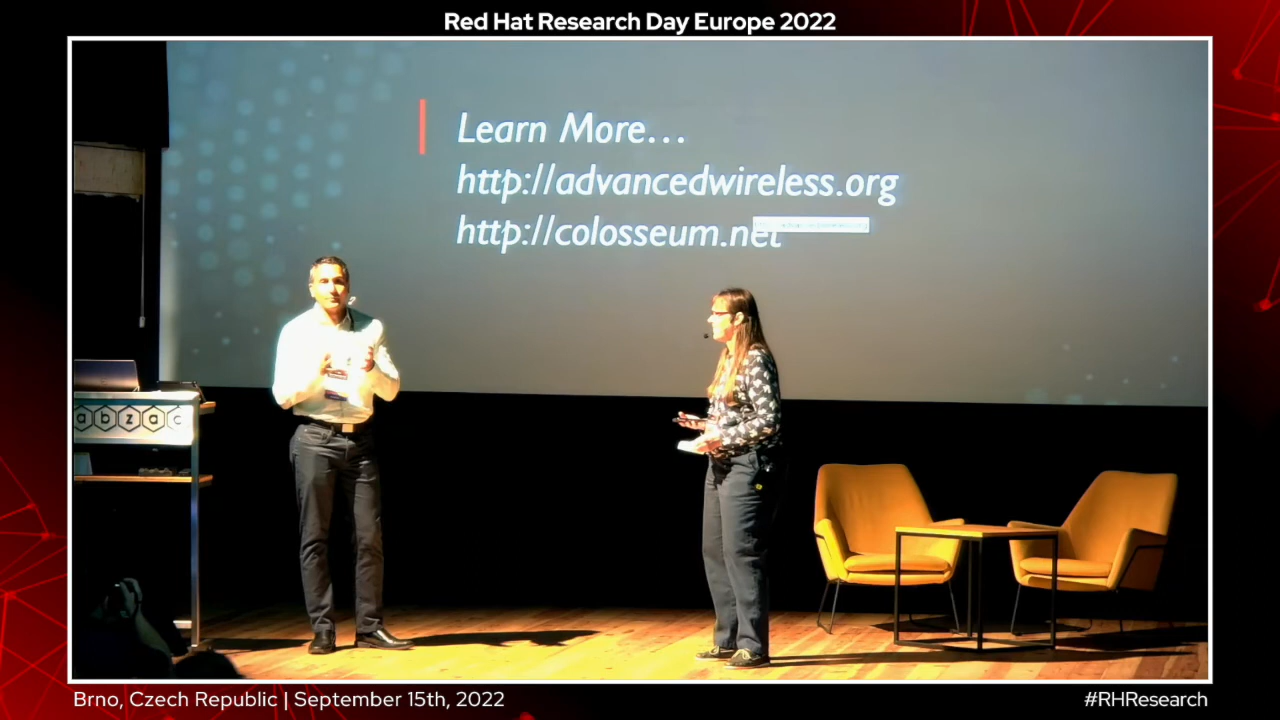 Red Hat Research Day Europe 2022
Learn More...
http://advancedwireless.org
http://colosseum.net
abzac
Brno, Czech Republic | September 15th, 2022
#RHResearch